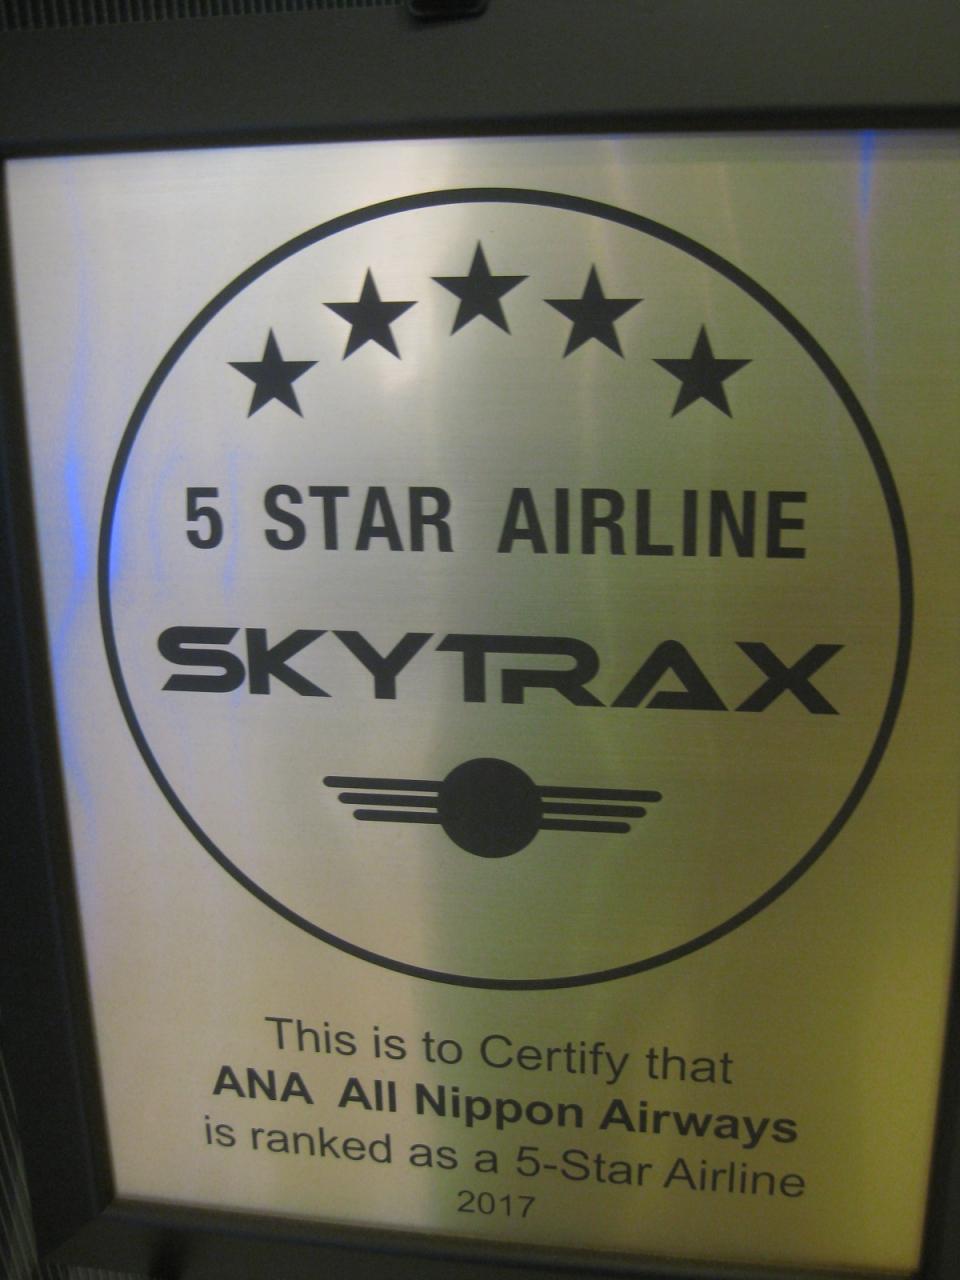 5 STAR AIRLINE
SKYTRAX
This is to Certify that
ANA All Nippon Airways
is ranked as a 5-Star Airline
2017